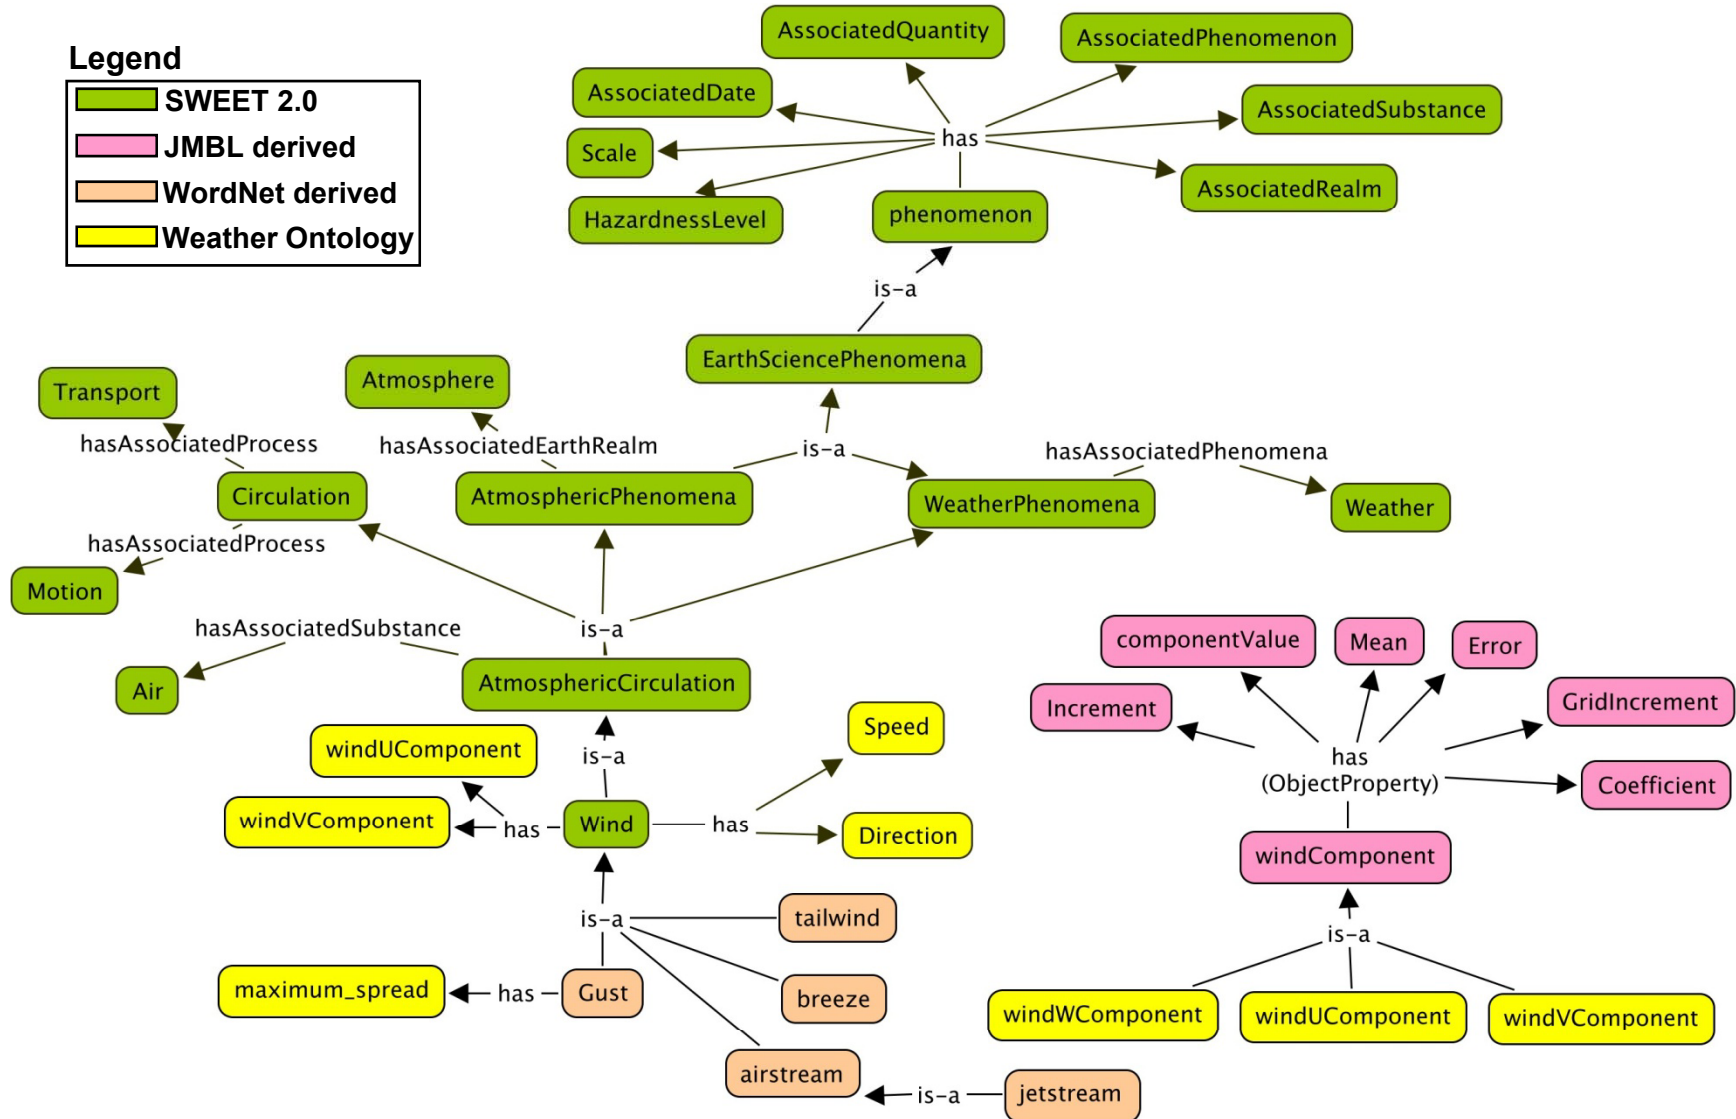 Legend
SWEET 2.0
JMBL derived
WordNet derived
Weather Ontology
AssociatedQuantity
AssociatedPhenomenon
AssociatedDate
AssociatedSubstance
has
Scale
AssociatedRealm
HazardnessLevel
phenomenon
is-a
EarthSciencePhenomena
Transport
Atmosphere
hasAssociatedProcess
hasAssociatedEarthRealm
is-a
hasAssociatedPhenomena
Circulation
AtmosphericPhenomena
WeatherPhenomena
Weather
hasAssociatedProcess
Motion
hasAssociatedSubstance
is-a
Air
AtmosphericCirculation
componentValue
Mean
Error
Increment
GridIncrement
has
(ObjectProperty)
Coefficient
windComponent
is-a
windWComponent
windUComponent
windVComponent
windUComponent
is-a
Speed
windVComponent
has
Wind
has
Direction
is-a
tailwind
maximum_spread
has
Gust
breeze
airstream
is-a
jetstream